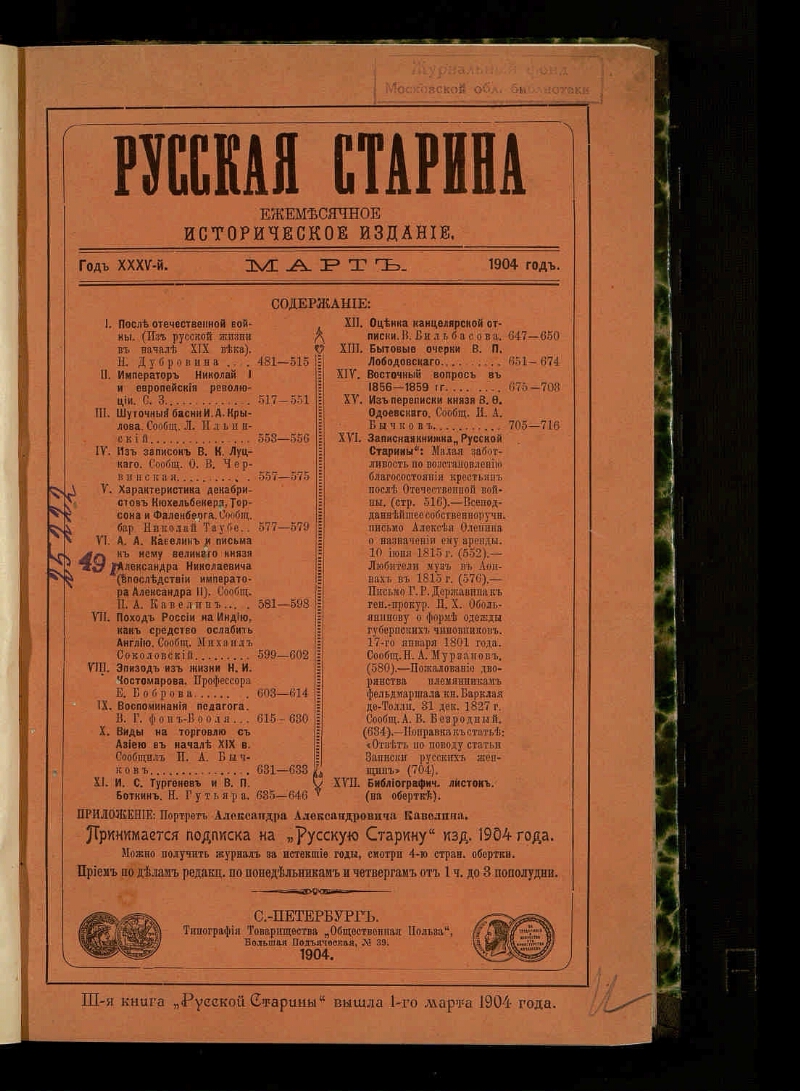 Журнальный фонд
Московской обл. библиотеки
РУССКАЯ СТАРИНА
ЕЖЕМѢСЯЧНОЕ
ИСТОРИЧЕСКОЕ ИЗДАНІЕ.
Годъ XXXV-й.
МАРТЪ.
1904 годъ.
СОДЕРЖАНІЕ:
I. Послѣ отечественной вой-
ны. (Изъ русской жизни
въ началѣ XIX вѣка).
Н. Дубровина .... 481—515
II. Императоръ Николай I
и европейскія револю-
ціи. С. З. 517—551
III. Шуточныя басни И. А. Кры-
лова. Сообщ. Л. Ильин-
скій 553—556
IV. Изъ записокъ В. К. Луц-
каго. Сообщ. О. В. Чер-
винская 557—575
V. Характеристика декабри-
стовъ Кюхельбекера, Тор-
сона и Фаленберга. Сообщ.
бар. Николай Таубе.. 577—579
VI. А. А. Кавелинъ и письма
къ нему великаго князя
Александра Николаевича
(впослѣдствіи императо-
ра Александра II). Сообщ.
П. А. Кавелинъ.... 581—598
VII. Походъ Россіи на Индію,
какъ средство ослабить
Англію. Сообщ. Михаилъ
Соколовскій 599—602
VIII. Эпизодъ изъ жизни Н. И.
Костомарова. Профессора
Е. Боброва 603—614
IX. Воспоминанія педагога.
В. Г. фонъ-Бооля... 615—630
X. Виды на торговлю съ
Азіею въ началѣ XIX в.
Сообщилъ И. А. Быч-
ковъ 631—633
XI. И. С. Тургеневъ и В. П.
Боткинъ. Н. Гутьяра. 635—646
XII. Оцѣнка канцелярской от-
писки. В. Бильбасова. 647—650
XIII. Бытовые очерки В. П.
Лободовскаго 651—674
XIV. Восточный вопросъ въ
1856—1859 гг. 675—703
XV. Изъ переписки князя В. Ѳ.
Одоевскаго. Сообщ. И. А.
Бычковъ 705—716
XVI. Записная книжка „Русской
Старины“: Малая забот-
ливость по возстановленію
благосостоянія крестьянъ
послѣ Отечественной вой-
ны. (стр. 516).—Всепод-
даннѣйшее собственноручн.
письмо Алексѣя Оленина
о назначеніи ему аренды.
10 іюня 1815 г. (552).—
Любители музъ въ Аѳи-
нахъ въ 1815 г. (576).—
Письмо Г. Р. Державина къ
ген.-прокур. П. Х. Оболь-
янинову о формѣ одежды
губернскихъ чиновниковъ.
17-го января 1801 года.
Сообщ. Н. А. Мурзановъ,
(580).—Пожалованіе дво-
рянства племянникамъ
фельдмаршала кн. Барклая
де-Толли. 31 дек. 1827 г.
Сообщ. А. В. Безродный.
(634).—Поправка къ статьѣ:
«Отвѣтъ по поводу статьи
Записки русскихъ жен-
щинъ» (704).
XVII. Библіографич. листокъ.
(на оберткѣ).
ПРИЛОЖЕНІЕ: Портретъ Александра Александровича Кавелина.
Принимается подписка на „Русскую Старину“ изд. 1904 года.
Можно получить журналъ за истекшіе годы, смотри 4-ю стран. обертки.
Пріемъ по дѣламъ редакц. по понедѣльникамъ и четвергамъ отъ 1 ч. до 3 пополудни.
С.-ПЕТЕРБУРГЪ.
Типографія Товарищества „Общественная Польза“,
Большая Подъяческая, № 39.
1904.
III-я книга „Русской Старины“ вышла 1-го марта 1904 года.
49